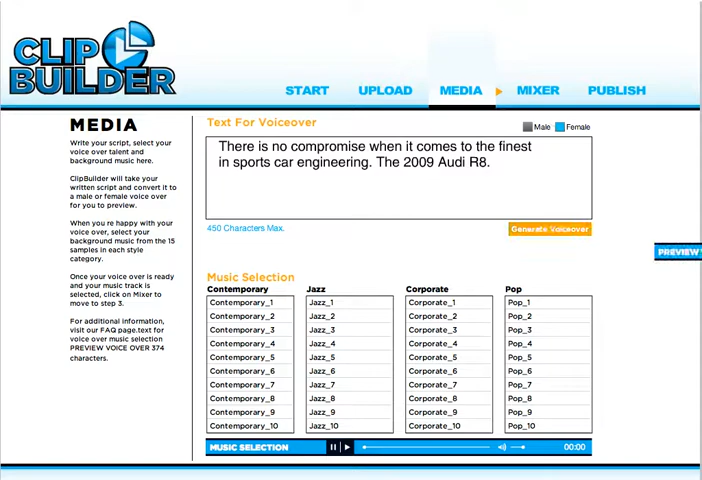 CLIP
BUILDER
START
UPLOAD
MEDIA
MIXER
PUBLISH
MEDIA
Write your script, select your
voice over talent and
background music here.
ClipBuilder will take your
written script and convert it to
a male or female voice over
for you to preview.
When you re happy with your
voice over, select your
background music from the 15
samples in each style
category.
Once your voice over is ready
and your music track is
selected, click on Mixer to
move to step 3.
For additional information,
visit our FAQ page.text for
voice over music selection
PREVIEW VOICE OVER 374
characters.
Text For Voiceover
Male
Female
There is no compromise when it comes to the finest
in sports car engineering. The 2009 Audi R8.
450 Characters Max.
Generate Voiceover
PREVIEW V
Music Selection
Contemporary
Contemporary_1
Contemporary_2
Contemporary_3
Contemporary_4
Contemporary_5
Contemporary_6
Contemporary_7
Contemporary_8
Contemporary_9
Contemporary_10
Jazz
Jazz_1
Jazz_2
Jazz_3
Jazz_4
Jazz_5
Jazz_6
Jazz_7
Jazz_8
Jazz_9
Jazz_10
Corporate
Corporate_1
Corporate_2
Corporate_3
Corporate_4
Corporate_5
Corporate_6
Corporate_7
Corporate_8
Corporate_9
Corporate_10
Pop
Pop_1
Pop_2
Pop_3
Pop_4
Pop_5
Pop_6
Pop_7
Pop_8
Pop_9
Pop_10
MUSIC SELECTION
00:00